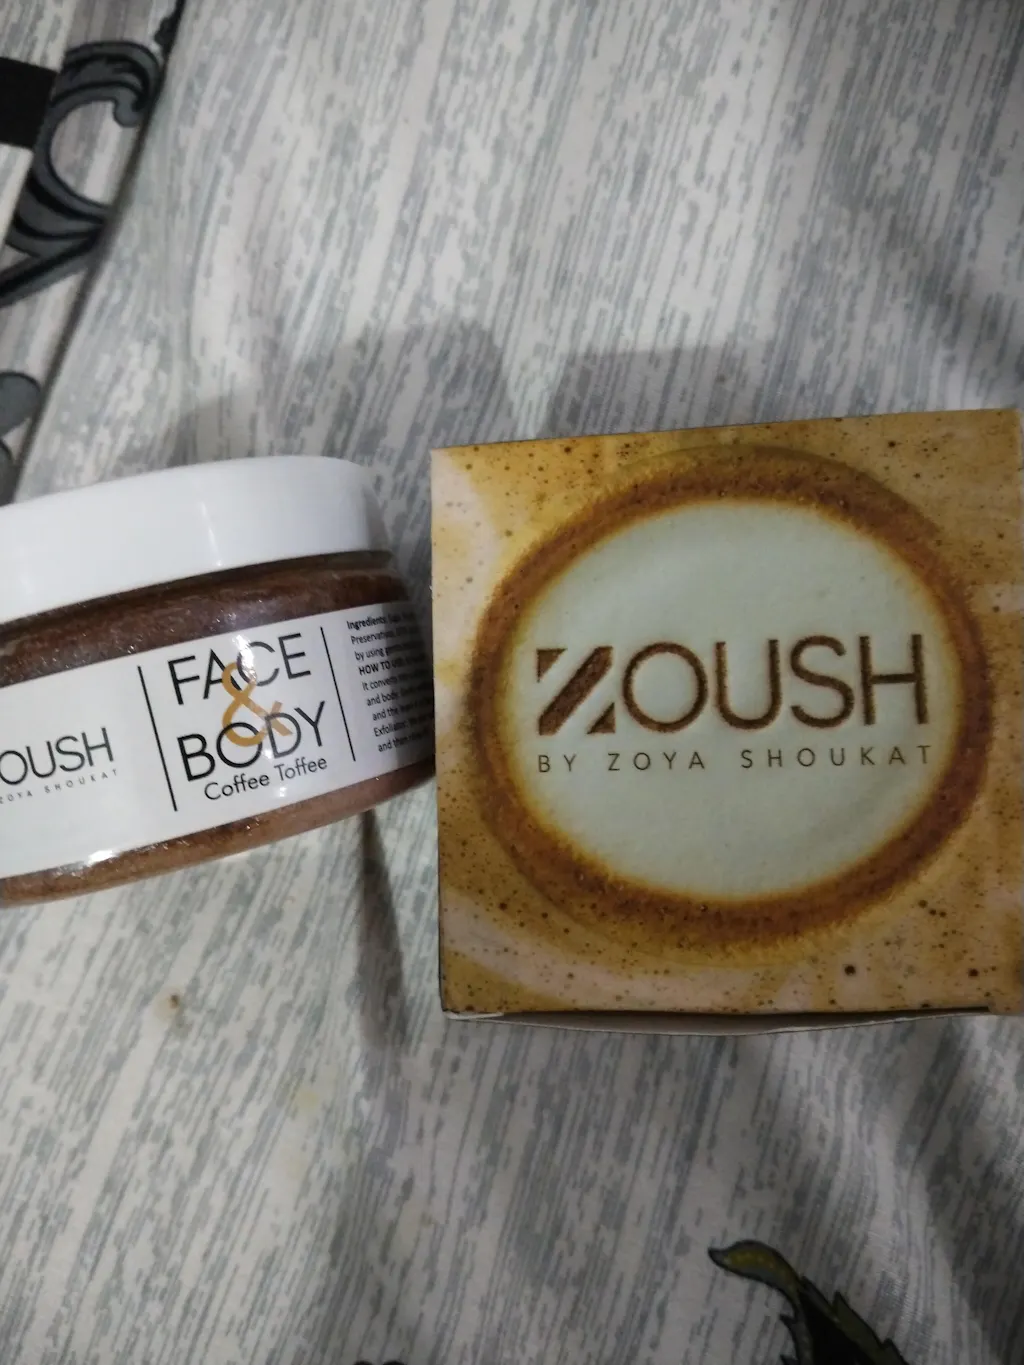 OUSH
ZOYA SHOUKAT
FACE
&
BODY
Coffee Toffee
Ingredients:
Preservatives,
by using
HOW TO USE:
It converts
and body.
and the
Exfoliator.
and then
ZOUSH
BY ZOYA SHOUKAT